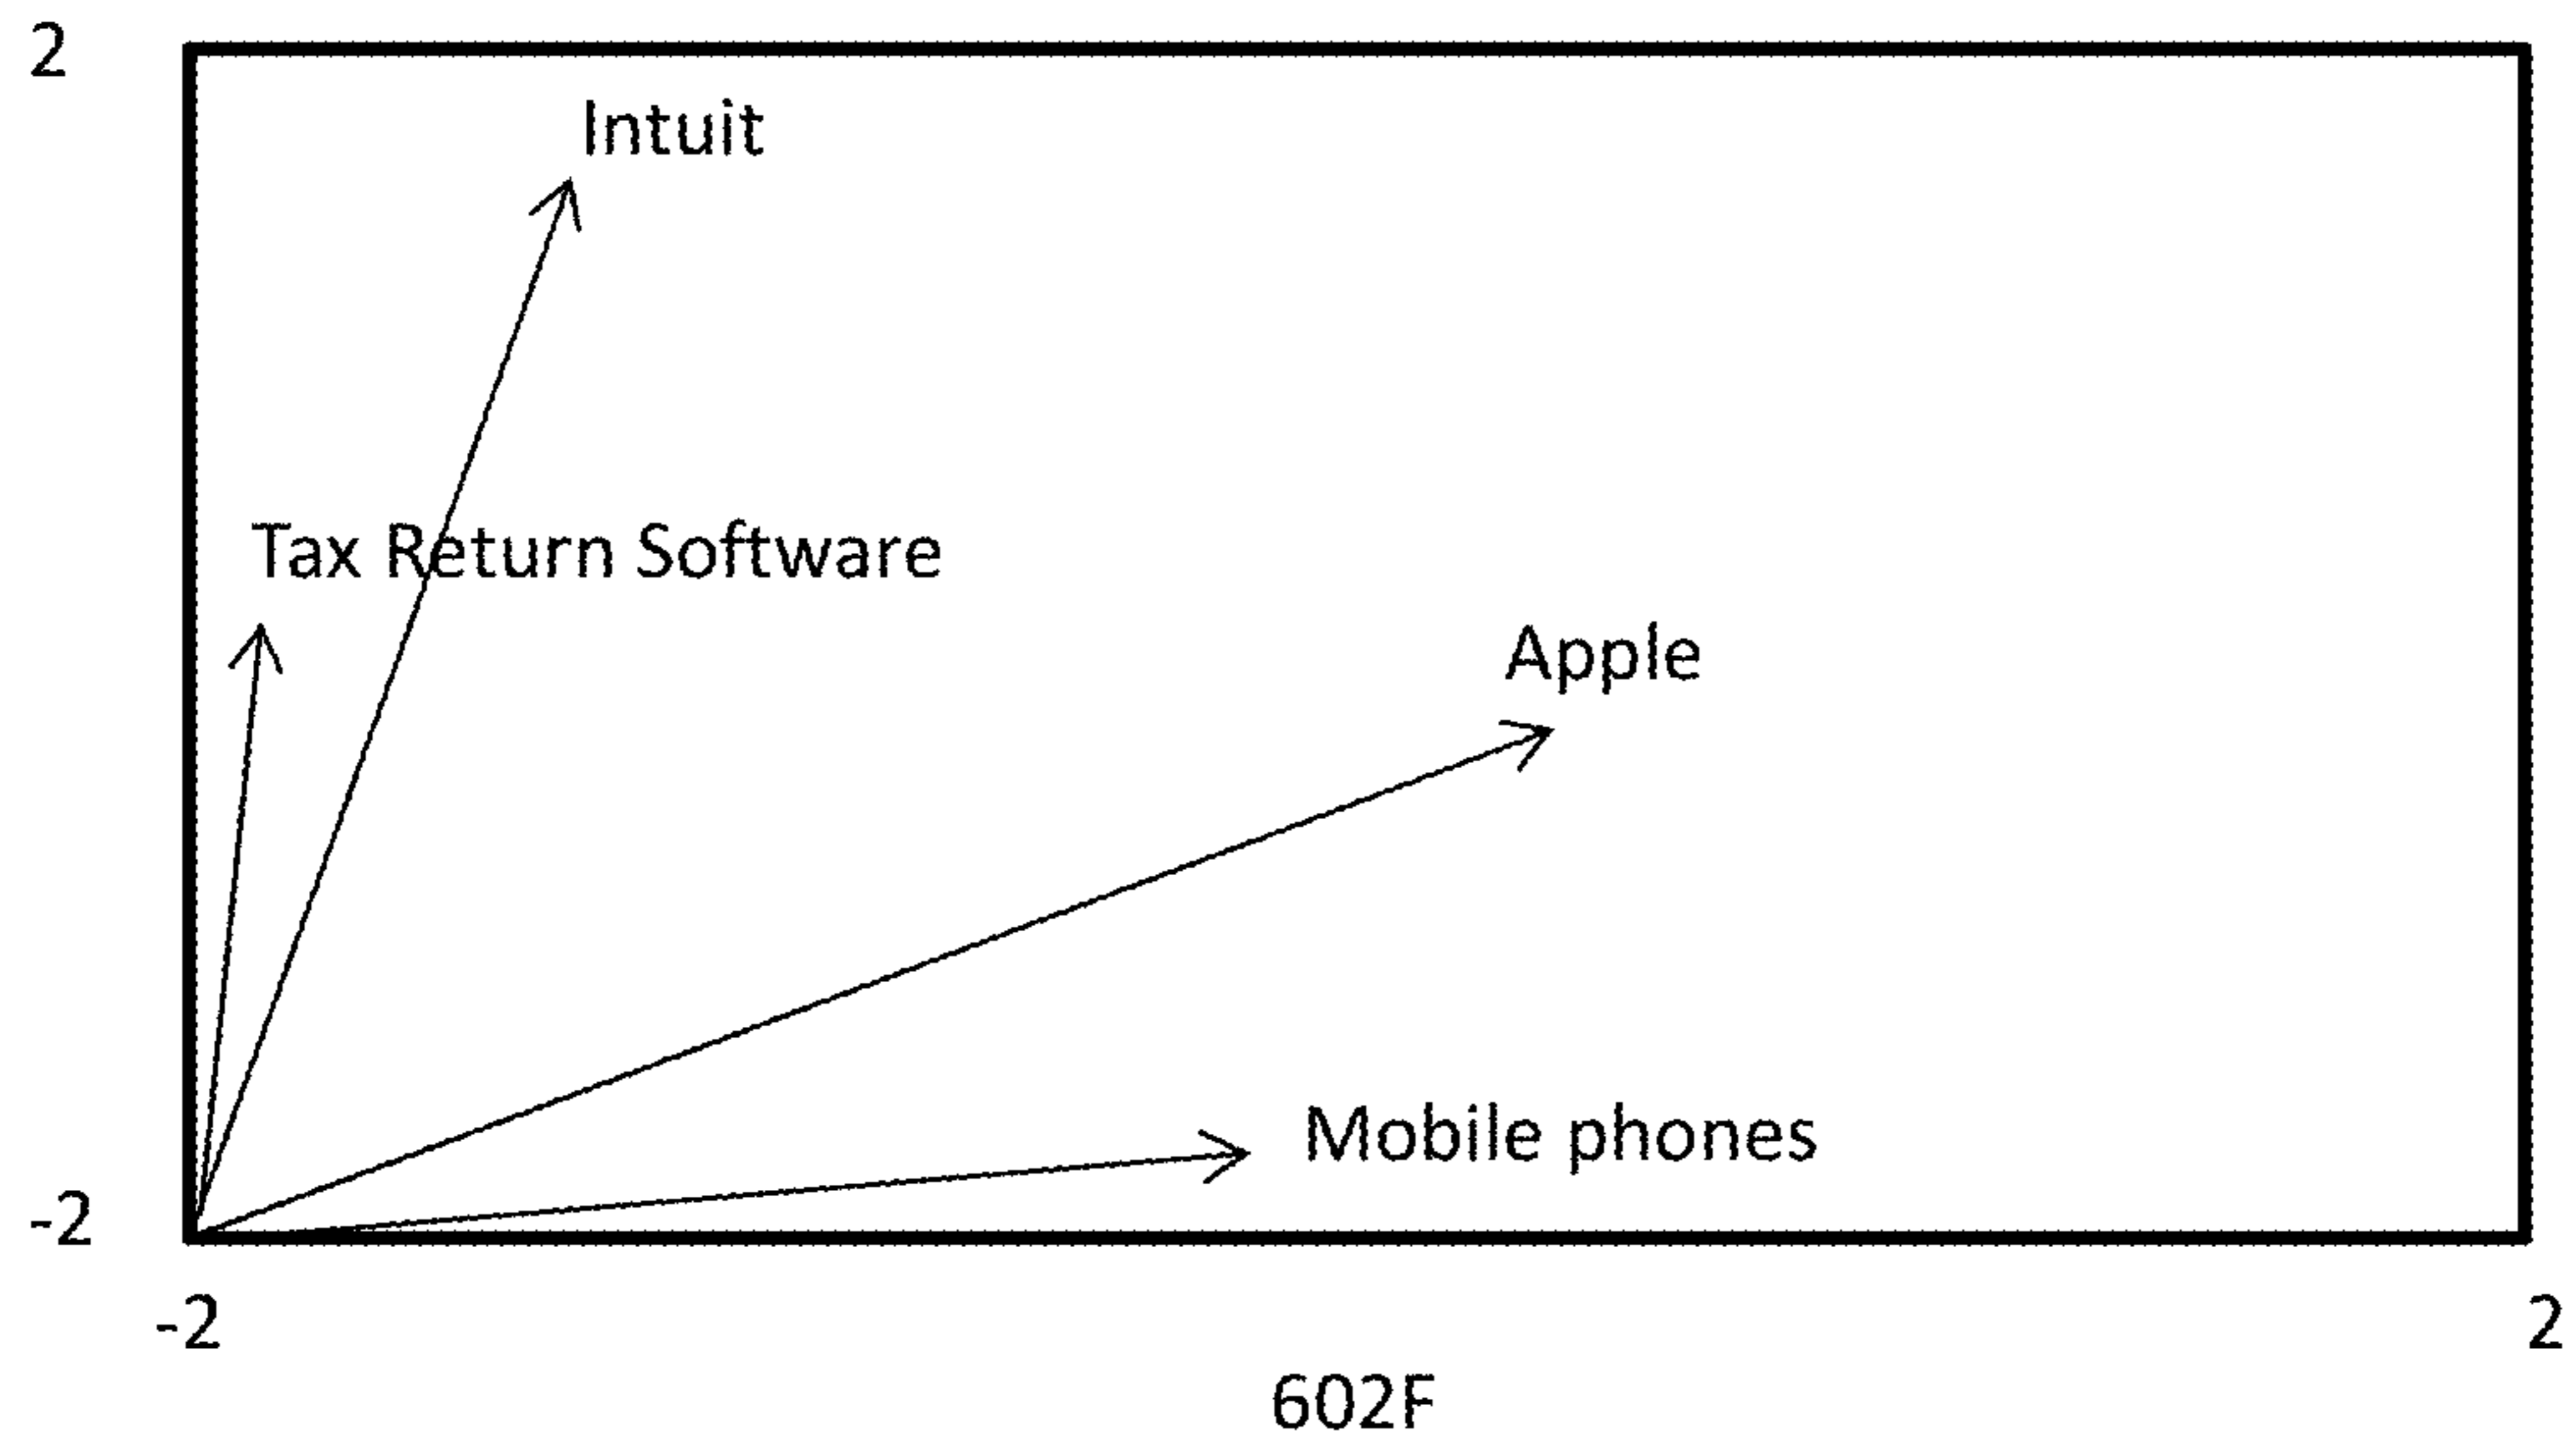 2
Intuit
Tax Return Software
Apple
Mobile phones
-2
-2
2
602F